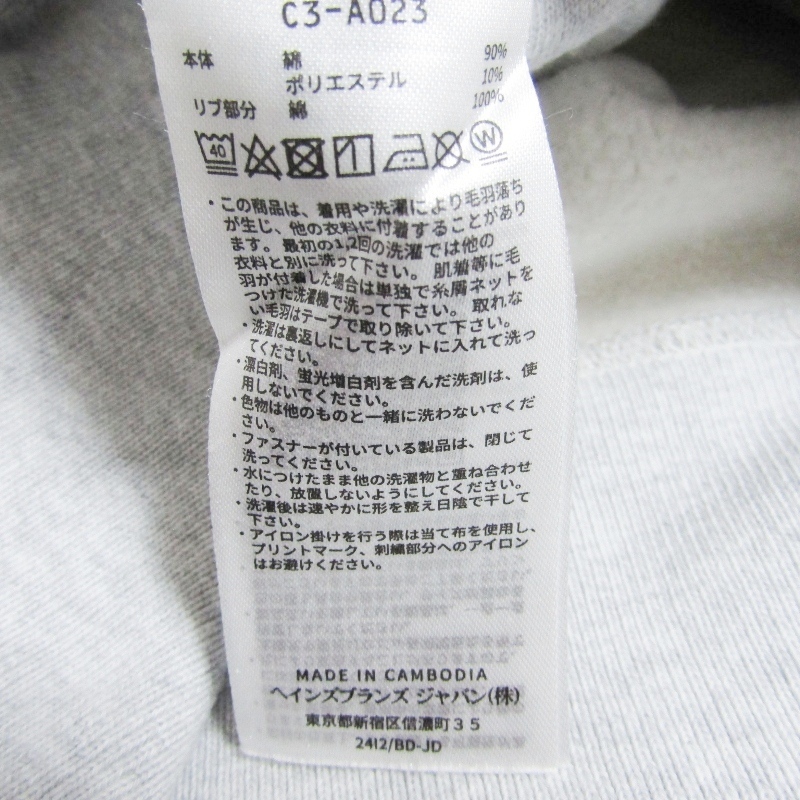 C3-A023
本体 綿 90%
ポリエステル 10%
リブ部分 綿 100%
40 W
・この商品は、着用や洗濯により毛羽落ち
が生じ、他の衣料に付着することがあり
ます。最初の1,2回の洗濯では他の
衣料と別に洗って下さい。肌着等に毛
羽が付着した場合は単独で糸屑ネットを
つけた洗濯機で洗って下さい。取れな
い毛羽はテープで取り除いて下さい。
・洗濯は裏返しにしてネットに入れて洗っ
てください。
・漂白剤、蛍光増白剤を含んだ洗剤は、使
用しないでください。
・色物は他のものと一緒に洗わないでくだ
さい。
・ファスナーが付いている製品は、閉じて
洗ってください。
・水につけたまま他の洗濯物と重ね合わせ
たり、放置しないようにしてください。
・洗濯後は速やかに形を整え日陰で干して
下さい。
・アイロン掛けを行う際は当て布を使用し、
プリントマーク、刺繍部分へのアイロン
はお避けください。
MADE IN CAMBODIA
ヘインズブランズ ジャパン(株)
東京都新宿区信濃町35
2412/BD-JD